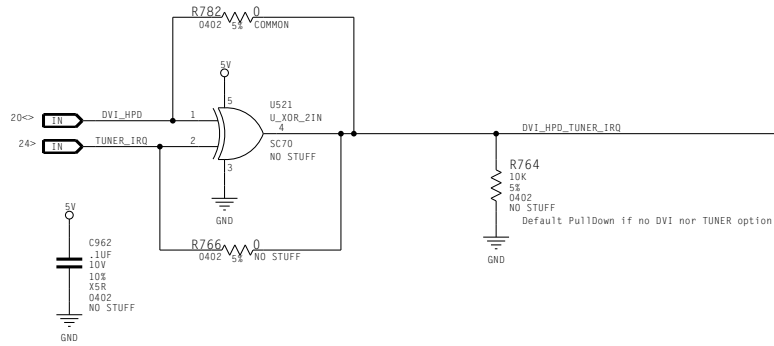 R782 0
0402 5% COMMON
5V
5
U521
U_XOR_2IN
4
SC70
NO STUFF
20<> IN DVI_HPD 1
24> IN TUNER_IRQ 2
3
GND
DVI_HPD_TUNER_IRQ
R764
10K
5%
0402
NO STUFF
Default PullDown if no DVI nor TUNER option
GND
R766 0
0402 5% NO STUFF
5V
C962
.1UF
10V
10%
X5R
0402
NO STUFF
GND